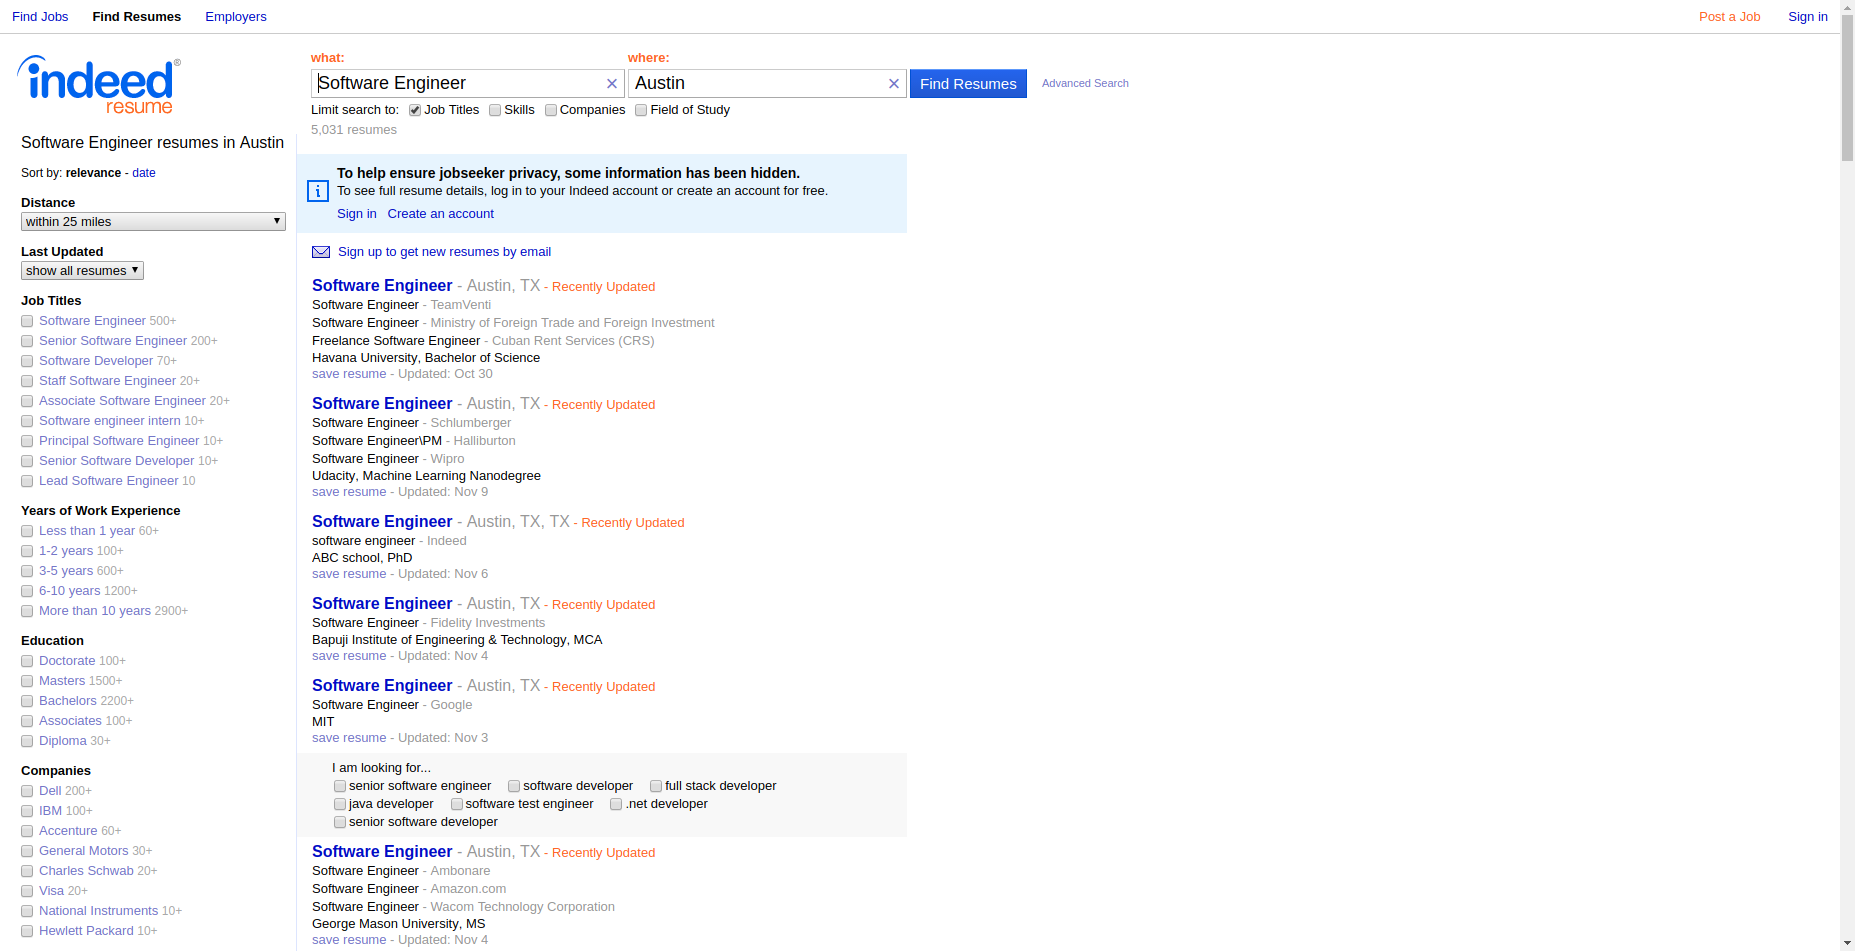 Find Jobs Find Resumes Employers Post a Job Sign in
indeed®
resume
what: where:
Software Engineer × Austin × Find Resumes Advanced Search
Limit search to: Job Titles Skills Companies Field of Study
5,031 resumes
Software Engineer resumes in Austin
Sort by: relevance - date
Distance
within 25 miles
Last Updated
show all resumes
Job Titles
Software Engineer 500+
Senior Software Engineer 200+
Software Developer 70+
Staff Software Engineer 20+
Associate Software Engineer 20+
Software engineer intern 10+
Principal Software Engineer 10+
Senior Software Developer 10+
Lead Software Engineer 10
Years of Work Experience
Less than 1 year 60+
1-2 years 100+
3-5 years 600+
6-10 years 1200+
More than 10 years 2900+
Education
Doctorate 100+
Masters 1500+
Bachelors 2200+
Associates 100+
Diploma 30+
Companies
Dell 200+
IBM 100+
Accenture 60+
General Motors 30+
Charles Schwab 20+
Visa 20+
National Instruments 10+
Hewlett Packard 10+
To help ensure jobseeker privacy, some information has been hidden.
i To see full resume details, log in to your Indeed account or create an account for free.
Sign in Create an account
Sign up to get new resumes by email
Software Engineer - Austin, TX - Recently Updated
Software Engineer - TeamVenti
Software Engineer - Ministry of Foreign Trade and Foreign Investment
Freelance Software Engineer - Cuban Rent Services (CRS)
Havana University, Bachelor of Science
save resume - Updated: Oct 30
Software Engineer - Austin, TX - Recently Updated
Software Engineer - Schlumberger
Software Engineer\PM - Halliburton
Software Engineer - Wipro
Udacity, Machine Learning Nanodegree
save resume - Updated: Nov 9
Software Engineer - Austin, TX, TX - Recently Updated
software engineer - Indeed
ABC school, PhD
save resume - Updated: Nov 6
Software Engineer - Austin, TX - Recently Updated
Software Engineer - Fidelity Investments
Bapuji Institute of Engineering & Technology, MCA
save resume - Updated: Nov 4
Software Engineer - Austin, TX - Recently Updated
Software Engineer - Google
MIT
save resume - Updated: Nov 3
I am looking for...
senior software engineer software developer full stack developer
java developer software test engineer .net developer
senior software developer
Software Engineer - Austin, TX - Recently Updated
Software Engineer - Ambonare
Software Engineer - Amazon.com
Software Engineer - Wacom Technology Corporation
George Mason University, MS
save resume - Updated: Nov 4